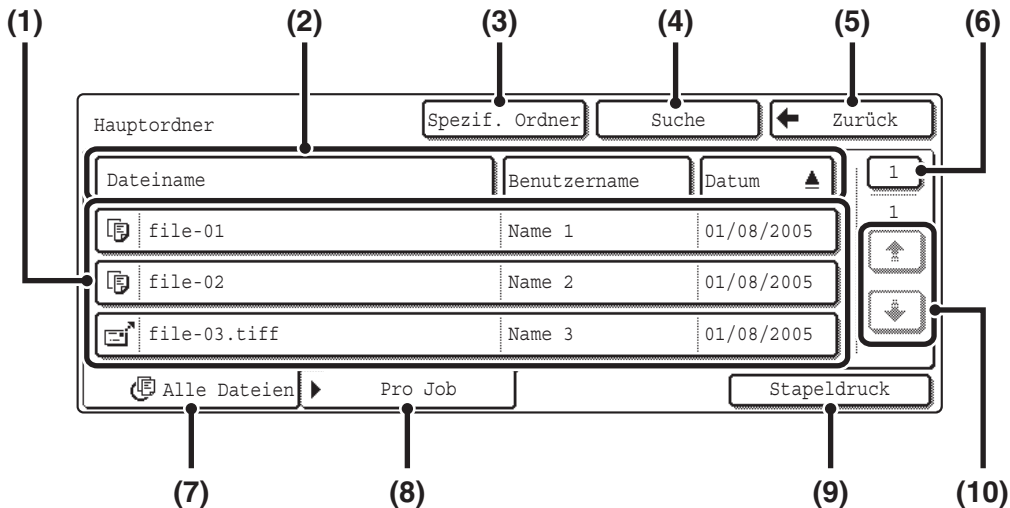 (1) (2) (3) (4) (5) (6)
Hauptordner Spezif. Ordner Suche Zurück
Dateiname Benutzername Datum 1
1
file-01 Name 1 01/08/2005
file-02 Name 2 01/08/2005
file-03.tiff Name 3 01/08/2005
Alle Dateien Pro Job Stapeldruck
(7) (8) (9) (10)